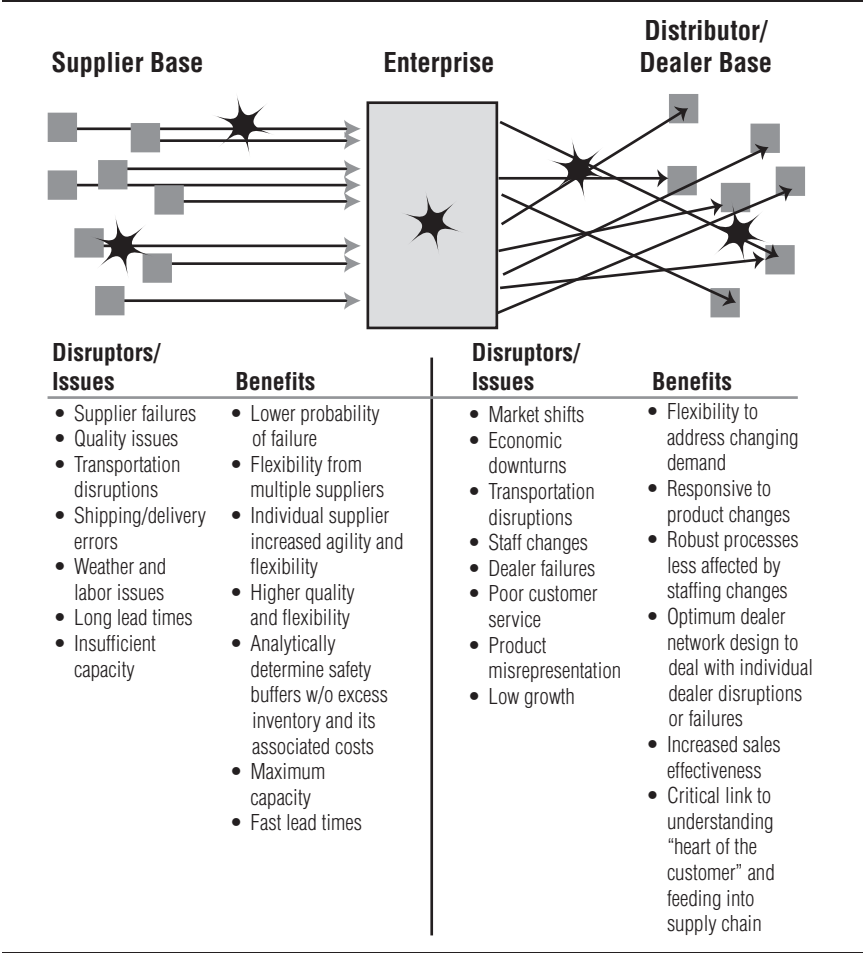 Supplier Base
Enterprise
Distributor/
Dealer Base
Disruptors/
Issues
• Supplier failures
• Quality issues
• Transportation
disruptions
• Shipping/delivery
errors
• Weather and
labor issues
• Long lead times
• Insufficient
capacity
Benefits
• Lower probability
of failure
• Flexibility from
multiple suppliers
• Individual supplier
increased agility and
flexibility
• Higher quality
and flexibility
• Analytically
determine safety
buffers w/o excess
inventory and its
associated costs
• Maximum
capacity
• Fast lead times
Disruptors/
Issues
• Market shifts
• Economic
downturns
• Transportation
disruptions
• Staff changes
• Dealer failures
• Poor customer
service
• Product
misrepresentation
• Low growth
Benefits
• Flexibility to
address changing
demand
• Responsive to
product changes
• Robust processes
less affected by
staffing changes
• Optimum dealer
network design to
deal with individual
dealer disruptions
or failures
• Increased sales
effectiveness
• Critical link to
understanding
“heart of the
customer” and
feeding into
supply chain